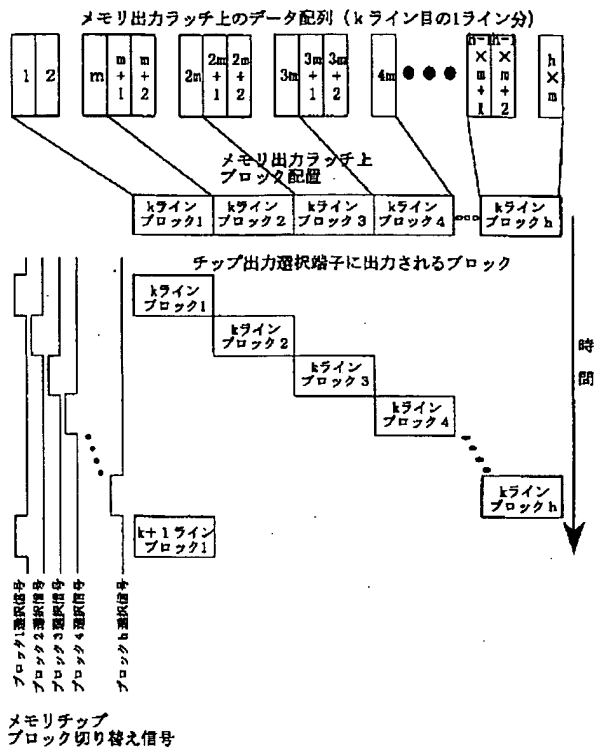 メモリ出力ラッチ上のデータ配列(kライン目の1ライン分)
1 2 m m+1 m+2 2m 2m+1 2m+2 3m 3m+1 3m+2 4m ●●● h-1×m+1 h-1×m+2 h×m
メモリ出力ラッチ上
ブロック配置
kライン
ブロック1
kライン
ブロック2
kライン
ブロック3
kライン
ブロック4
kライン
ブロックh
チップ出力選択端子に出力されるブロック
kライン
ブロック1
kライン
ブロック2
kライン
ブロック3
kライン
ブロック4
kライン
ブロックh
k+1ライン
ブロック1
時間
ブロック1選択信号
ブロック2選択信号
ブロック3選択信号
ブロック4選択信号
ブロックh選択信号
メモリチップ
ブロック切り替え信号